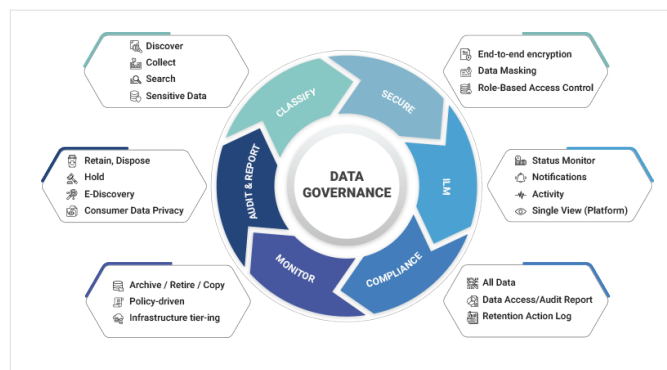 Discover
Collect
Search
Sensitive Data
End-to-end encryption
Data Masking
Role-Based Access Control
CLASSIFY
SECURE
Retain, Dispose
Hold
E-Discovery
Consumer Data Privacy
AUDIT & REPORT
DATA
GOVERNANCE
ILM
Status Monitor
Notifications
Activity
Single View (Platform)
MONITOR
COMPLIANCE
Archive / Retire / Copy
Policy-driven
Infrastructure tier-ing
All Data
Data Access/Audit Report
Retention Action Log